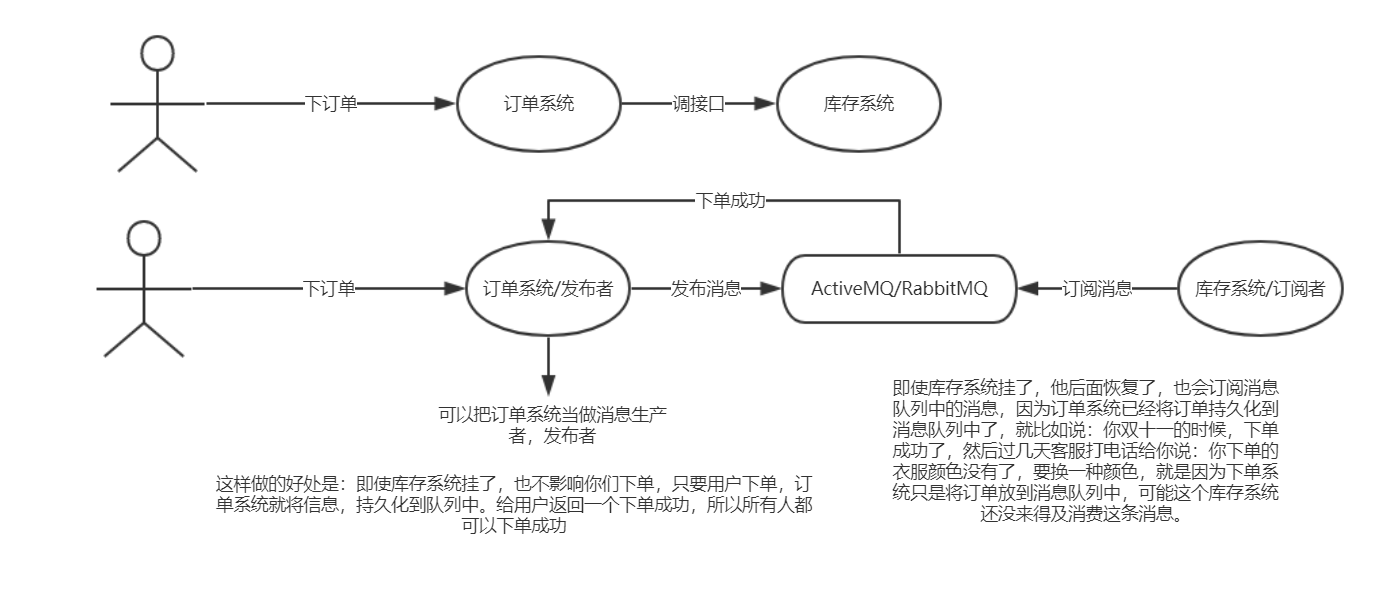 下订单
订单系统
调接口
库存系统
下单成功
下订单
订单系统/发布者
发布消息
ActiveMQ/RabbitMQ
订阅消息
库存系统/订阅者
可以把订单系统当做消息生产
者，发布者
这样做的好处是：即使库存系统挂了，也不影响你们下单，只要用户下单，订
单系统就将信息，持久化到队列中。给用户返回一个下单成功，所以所有人都
可以下单成功
即使库存系统挂了，他后面恢复了，也会订阅消息
队列中的消息，因为订单系统已经将订单持久化到
消息队列中了，就比如说：你双十一的时候，下单
成功了，然后过几天客服打电话给你说：你下单的
衣服颜色没有了，要换一种颜色，就是因为下单系
统只是将订单放到消息队列中，可能这个库存系统
还没来得及消费这条消息。